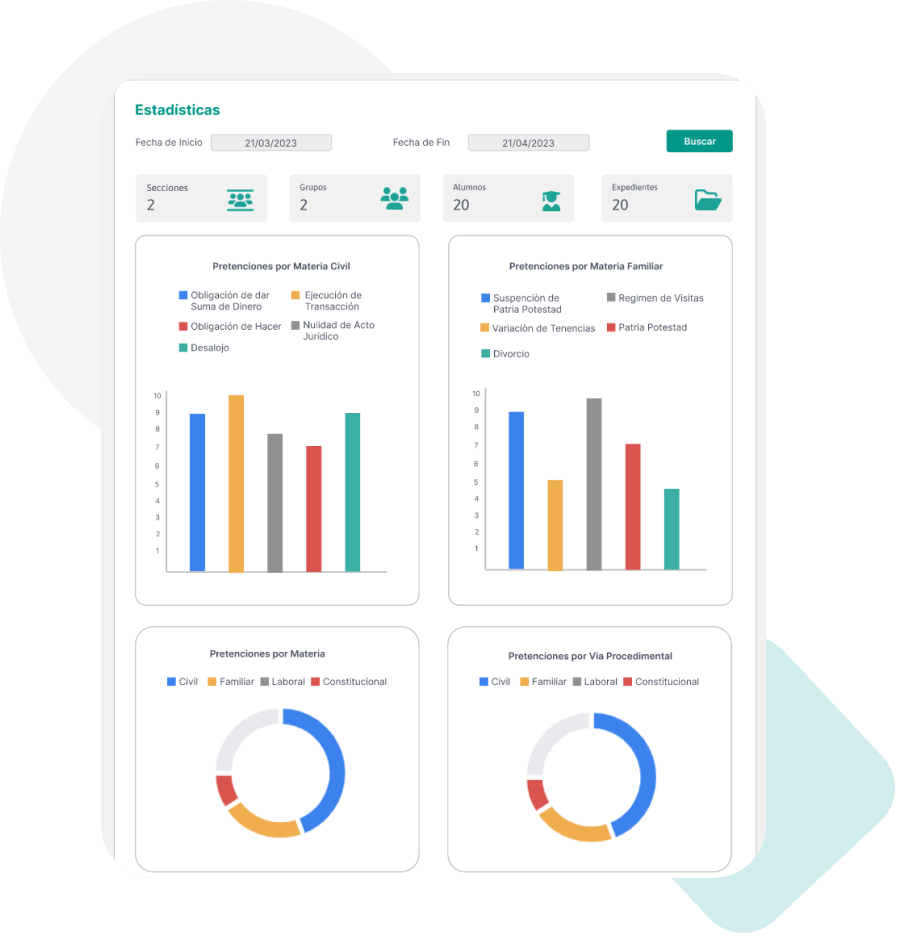 Estadísticas
Fecha de Inicio 21/03/2023 Fecha de Fin 21/04/2023 Buscar
Secciones
2
Grupos
2
Alumnos
20
Expedientes
20
Pretenciones por Materia Civil
Obligación de dar
Suma de Dinero
Ejecución de
Transacción
Obligación de Hacer
Nulidad de Acto
Jurídico
Desalojo
10
9
8
7
6
5
4
3
2
1
Pretenciones por Materia Familiar
Suspenciòn de
Patria Potestad
Regimen de Visitas
Variaciòn de Tenencias
Patria Potestad
Divorcio
10
9
8
7
6
5
4
3
2
1
Pretenciones por Materia
Civil Familiar Laboral Constitucional
Pretenciones por Via Procedimental
Civil Familiar Laboral Constitucional